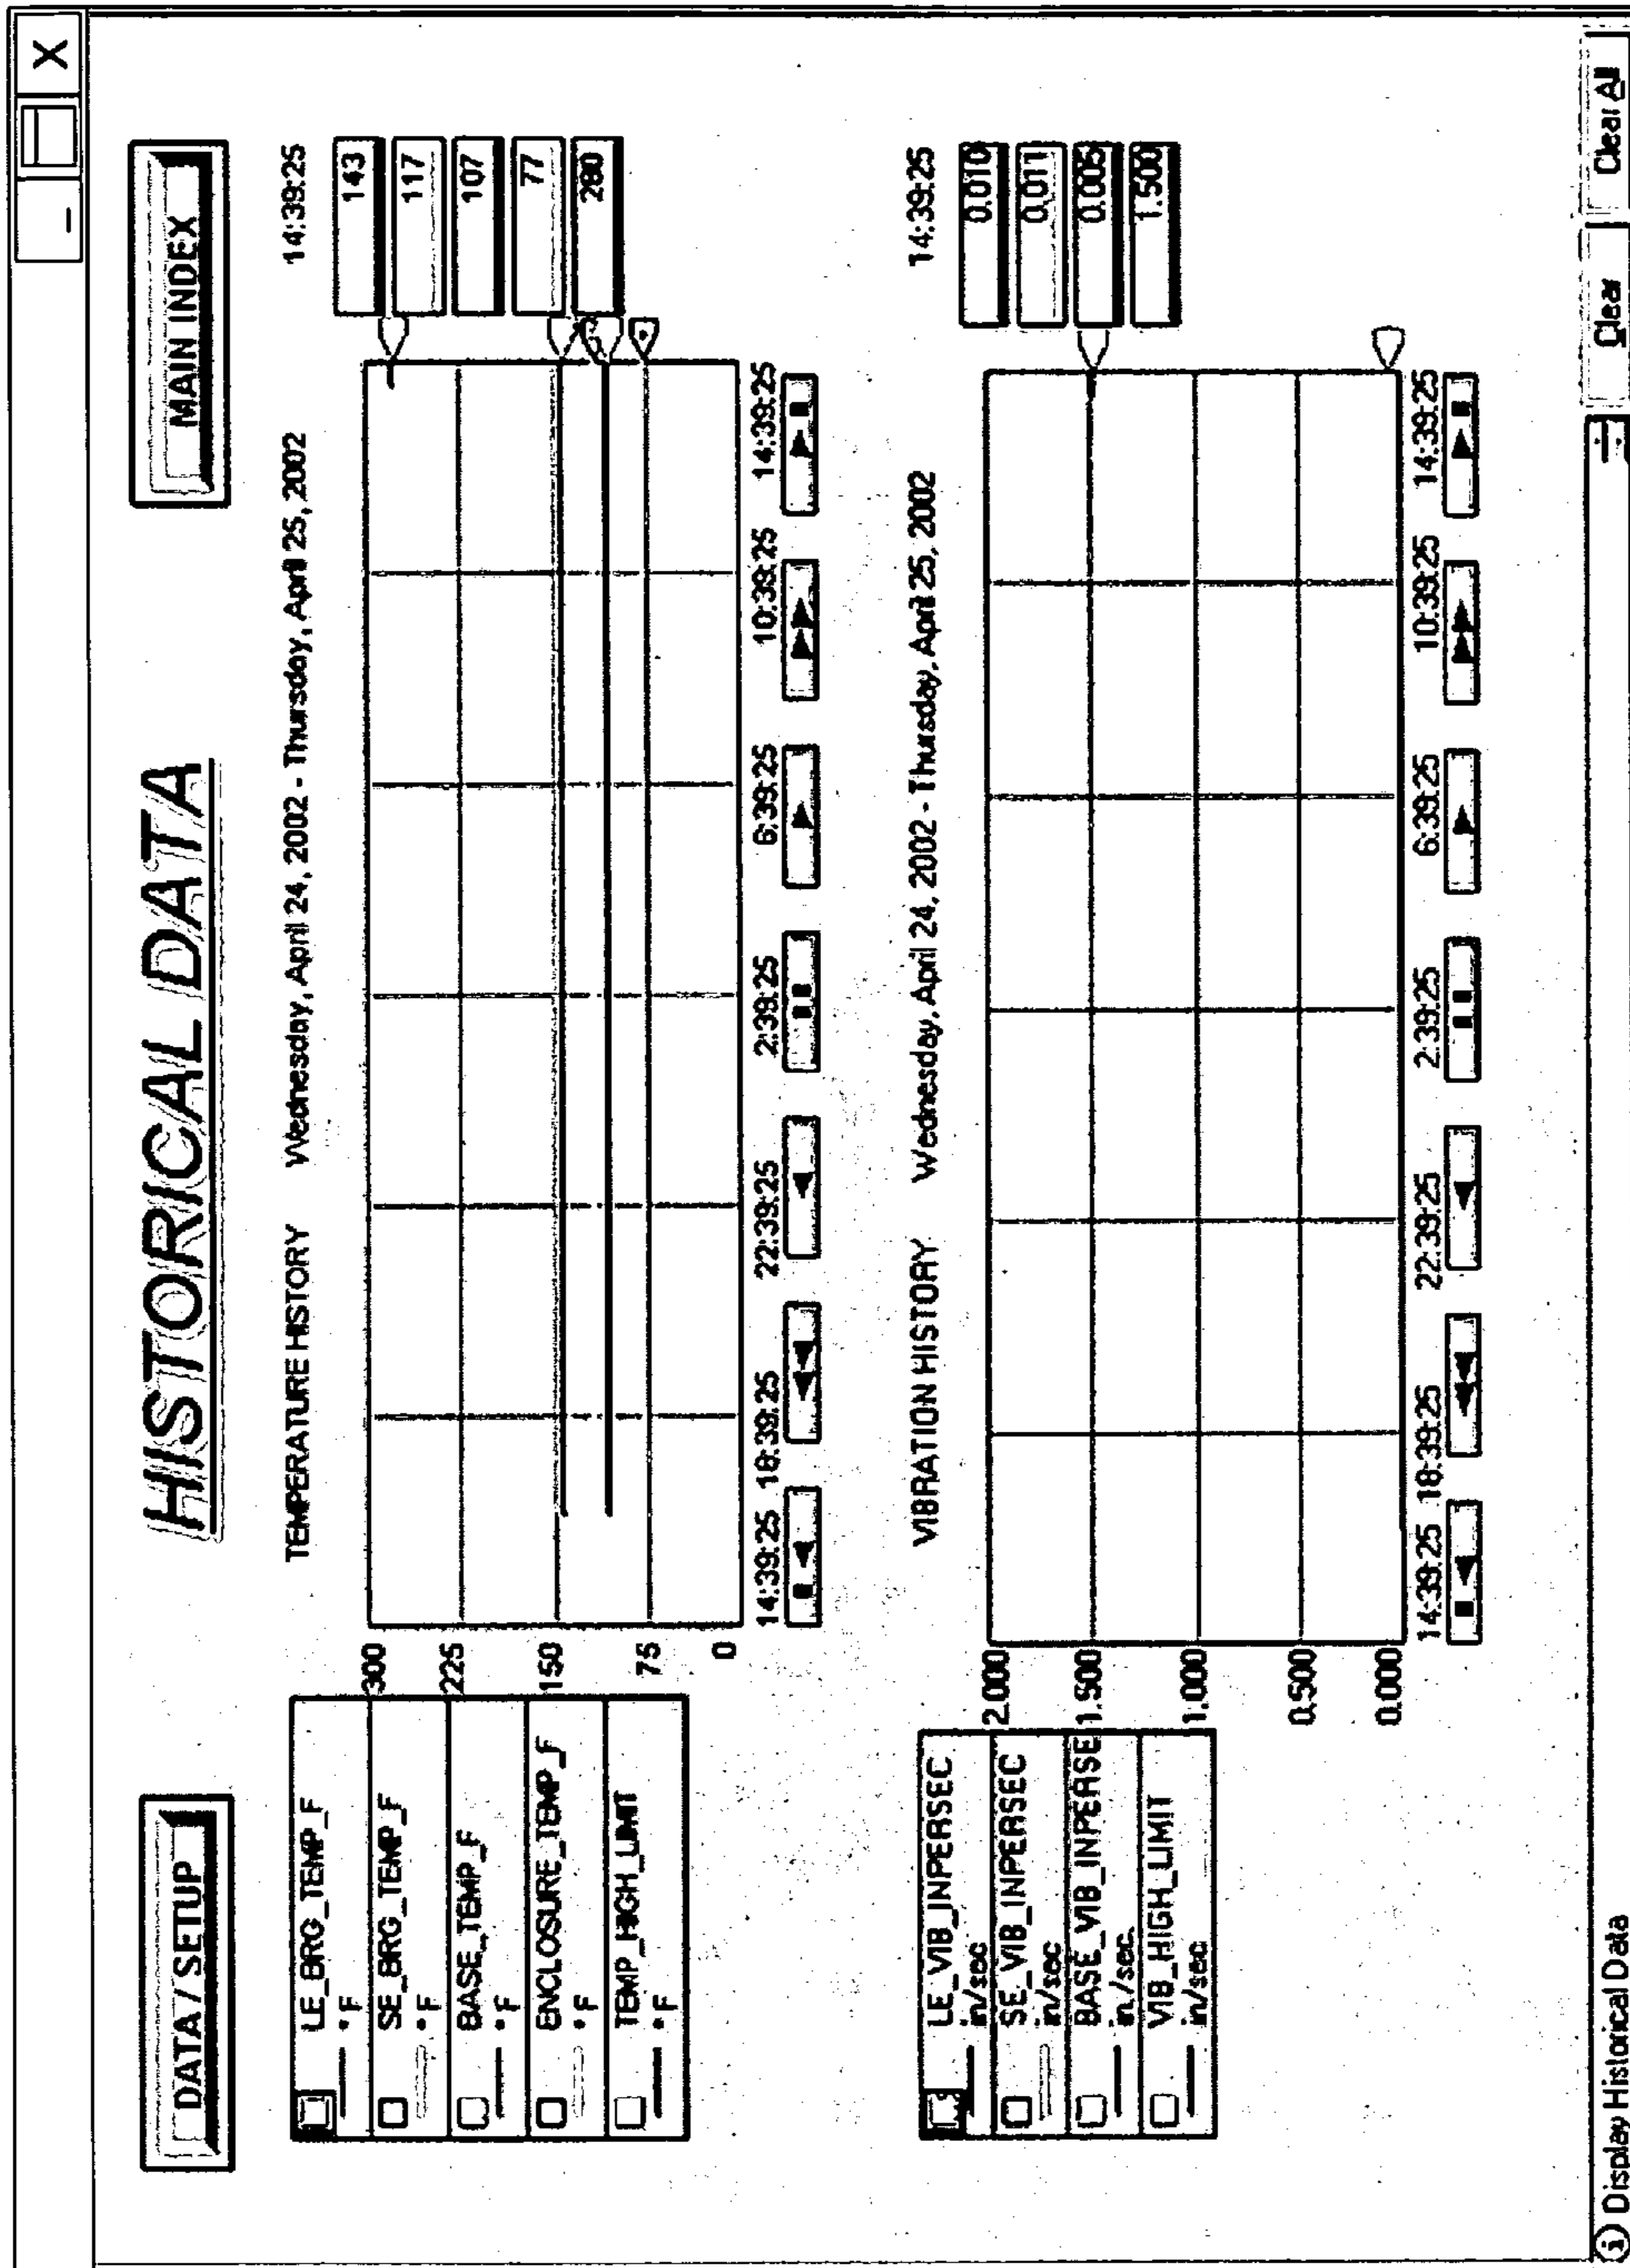 - X
DATA / SETUP
HISTORICAL DATA
MAIN INDEX
TEMPERATURE HISTORY Wednesday, April 24, 2002 - Thursday, April 25, 2002 14:39:25
LE_BRG_TEMP_F
°F
SE_BRG_TEMP_F
°F
BASE_TEMP_F
°F
ENCLOSURE_TEMP_F
°F
TEMP_HIGH_LIMIT
°F
300
225
150
75
0
143
117
107
77
280
14:39:25 18:39:25 22:39:25 2:39:25 6:39:25 10:39:25 14:39:25
VIBRATION HISTORY Wednesday, April 24, 2002 - Thursday, April 25, 2002 14:39:25
LE_VIB_INPERSEC
in/sec
SE_VIB_INPERSEC
in/sec
BASE_VIB_INPERSE
in/sec
VIB_HIGH_LIMIT
in/sec
2.000
1.500
1.000
0.500
0.000
0.010
0.011
0.005
1.500
14:39:25 18:39:25 22:39:25 2:39:25 6:39:25 10:39:25 14:39:25
i Display Historical Data Clear Clear All